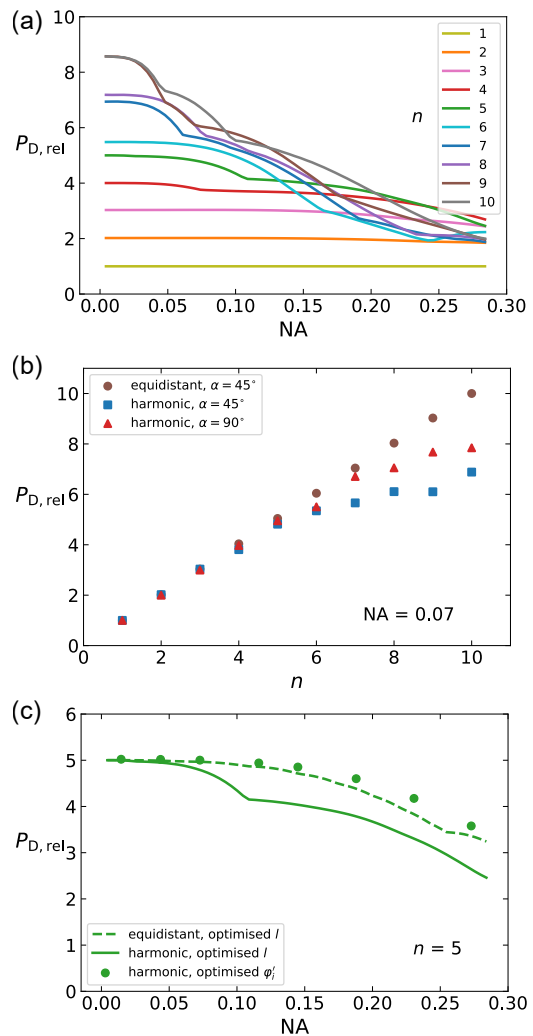 (a)
10
8
6
4
2
0
P_D, rel
n
1
2
3
4
5
6
7
8
9
10
0.00 0.05 0.10 0.15 0.20 0.25 0.30
NA
(b)
10
8
6
4
2
0
P_D, rel
equidistant, α = 45°
harmonic, α = 45°
harmonic, α = 90°
NA = 0.07
0 2 4 6 8 10
n
(c)
6
5
4
3
2
1
0
P_D, rel
equidistant, optimised l
harmonic, optimised l
harmonic, optimised φ′_i
n = 5
0.00 0.05 0.10 0.15 0.20 0.25 0.30
NA